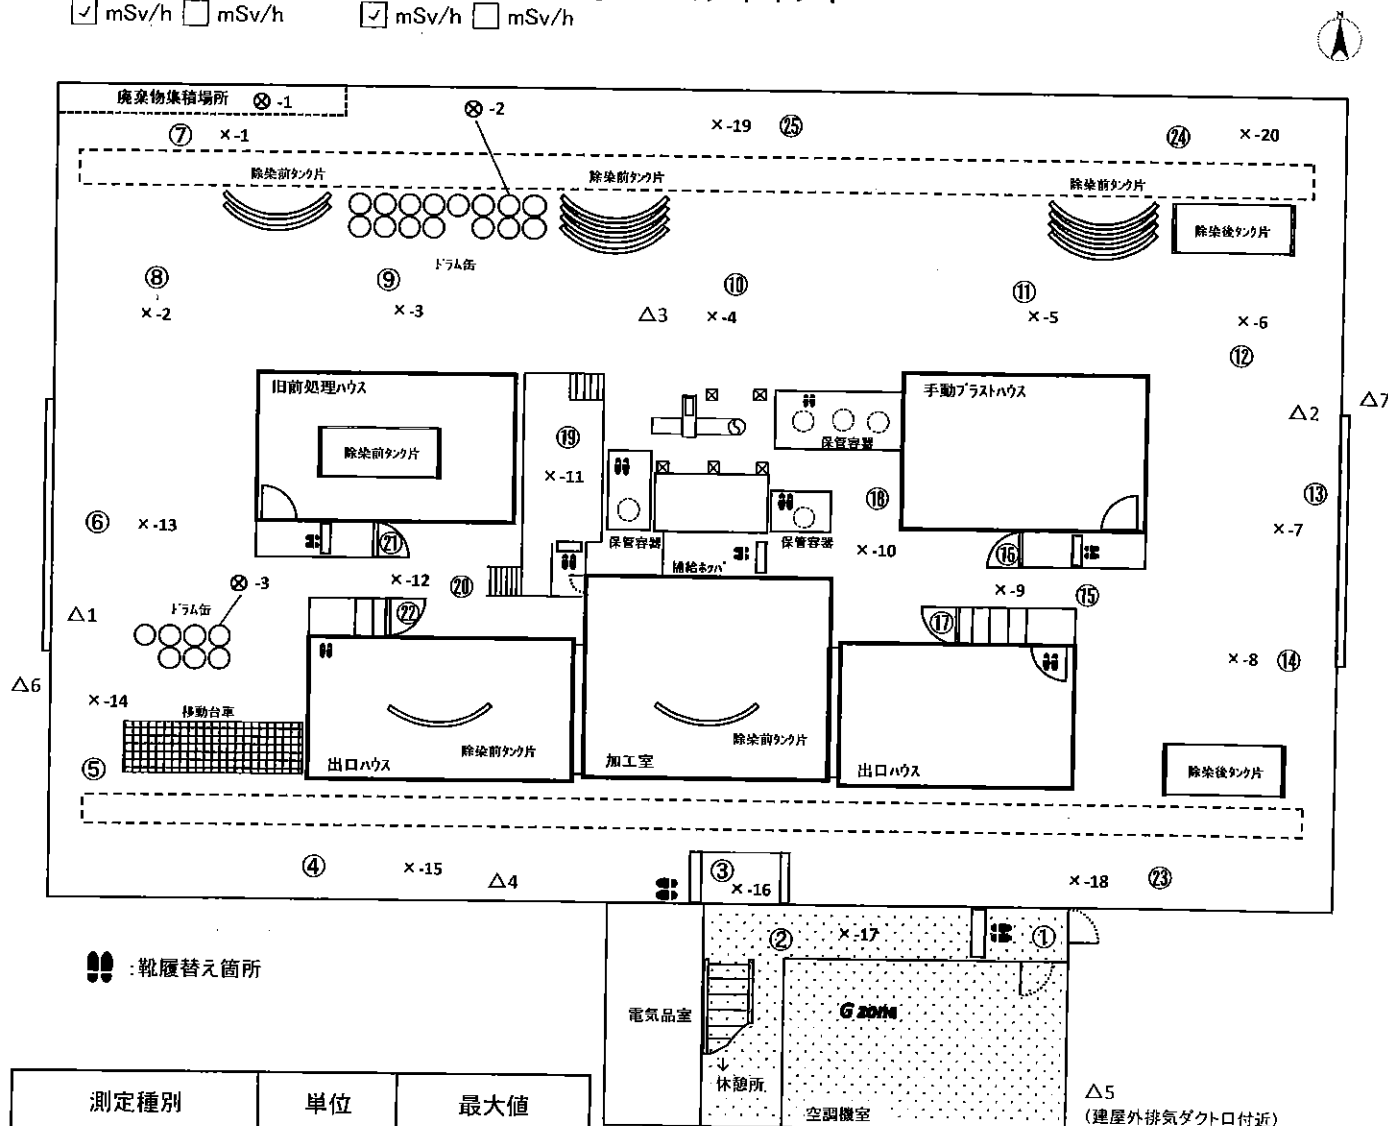 ☑ mSv/h ☐ mSv/h ☑ mSv/h ☐ mSv/h
N
廃棄物集積場所 ⊗ -1
⊗ -2
⑦ ×-1
×-19 ㉕
㉔ ×-20
除染前タンク片
除染前タンク片
除染前タンク片
除染後タンク片
ドラム缶
⑧
⑨
⑩
⑪
×-2
×-3
△3 ×-4
×-5
×-6
⑫
旧前処理ハウス
手動ブラストハウス
△7
△2
除染前タンク片
⑲
保管容器
×-11
⑱
⑬
⑥ ×-13
×-7
㉑
保管容器
保管容器
×-10
⑯
補給ホッパ
⊗ -3
×-12 ⑳
×-9 ⑮
△1
ドラム缶
㉒
⑰
×-8 ⑭
△6
×-14
移動台車
除染前タンク片
除染前タンク片
⑤
出口ハウス
加工室
出口ハウス
除染後タンク片
④ ×-15 △4
③
×-16
×-18 ㉓
② ×-17 ①
:靴履替え箇所
電気品室
G zone
↓
休憩所
空調機室
△5
(建屋外排気ダクト口付近)
測定種別 単位 最大値